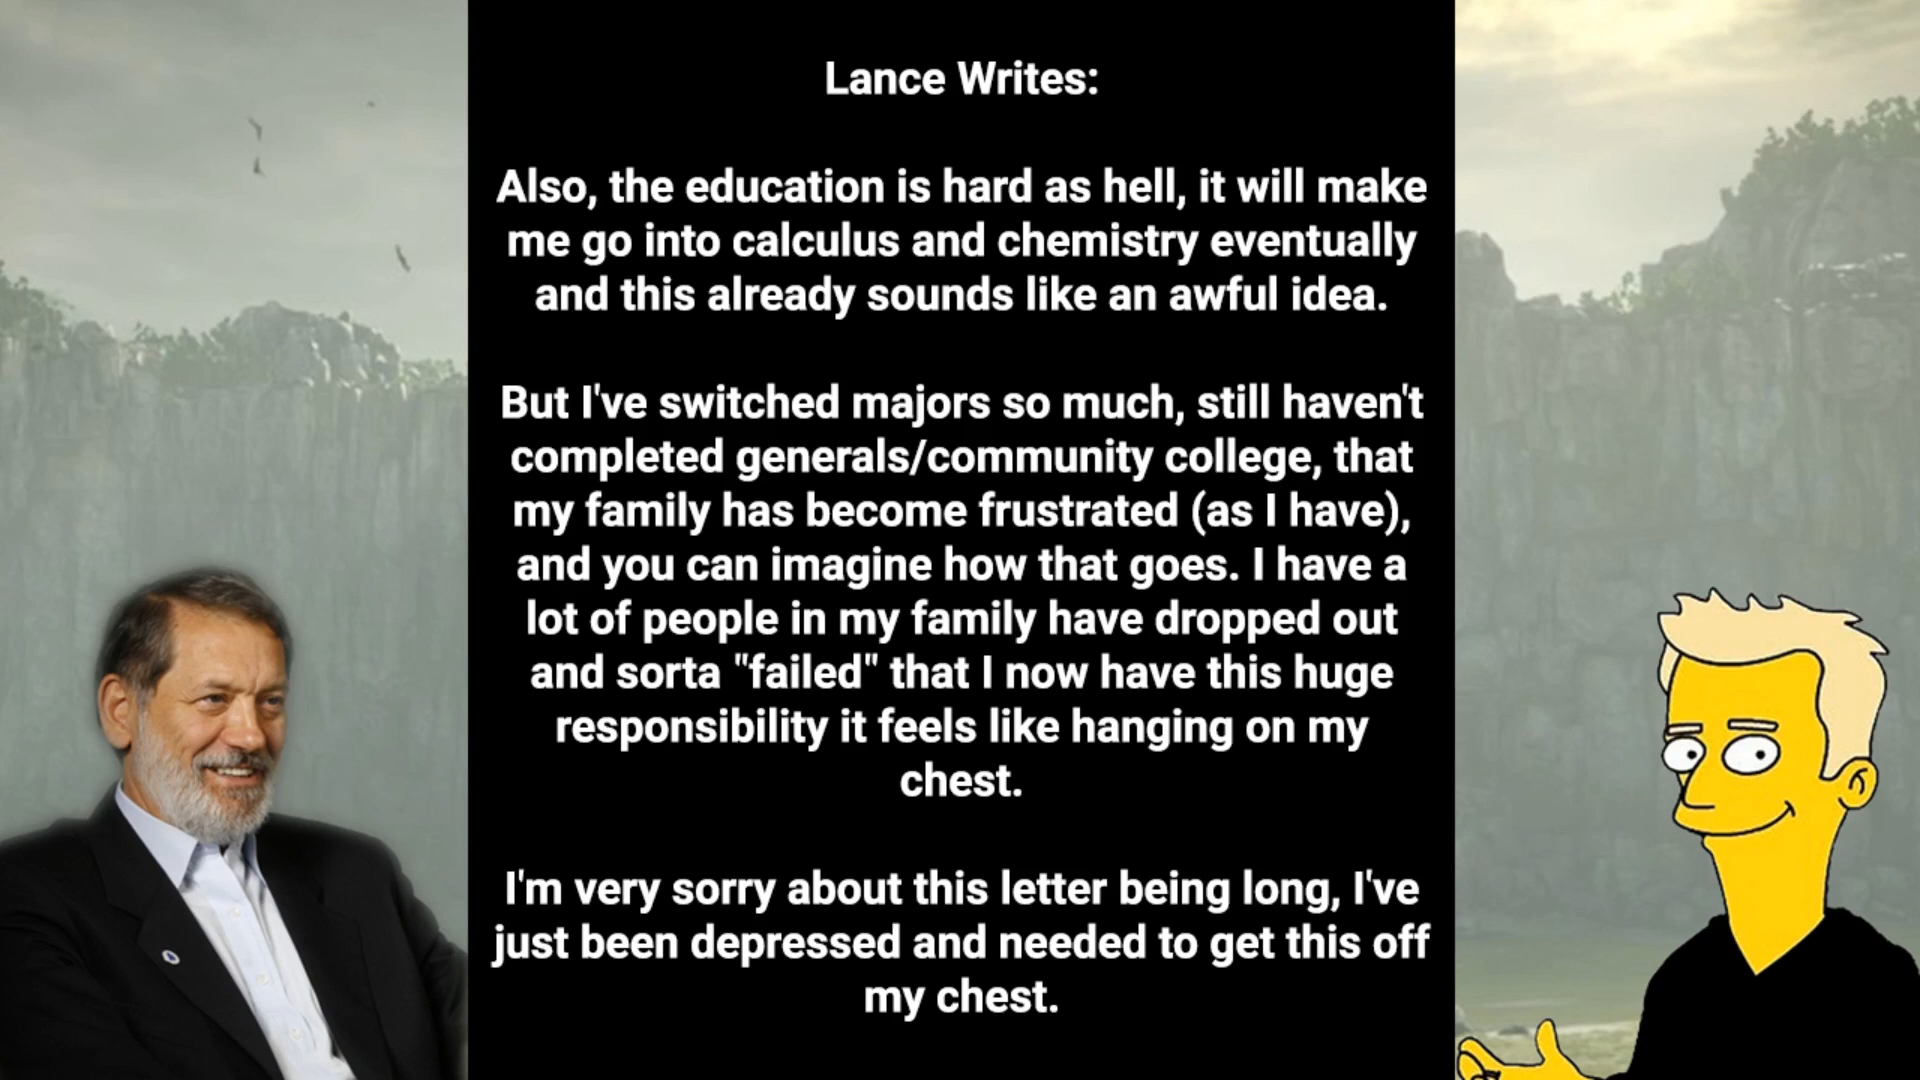 Lance Writes:
Also, the education is hard as hell, it will make
me go into calculus and chemistry eventually
and this already sounds like an awful idea.
But I've switched majors so much, still haven't
completed generals/community college, that
my family has become frustrated (as I have),
and you can imagine how that goes. I have a
lot of people in my family have dropped out
and sorta "failed" that I now have this huge
responsibility it feels like hanging on my
chest.
I'm very sorry about this letter being long, I've
just been depressed and needed to get this off
my chest.